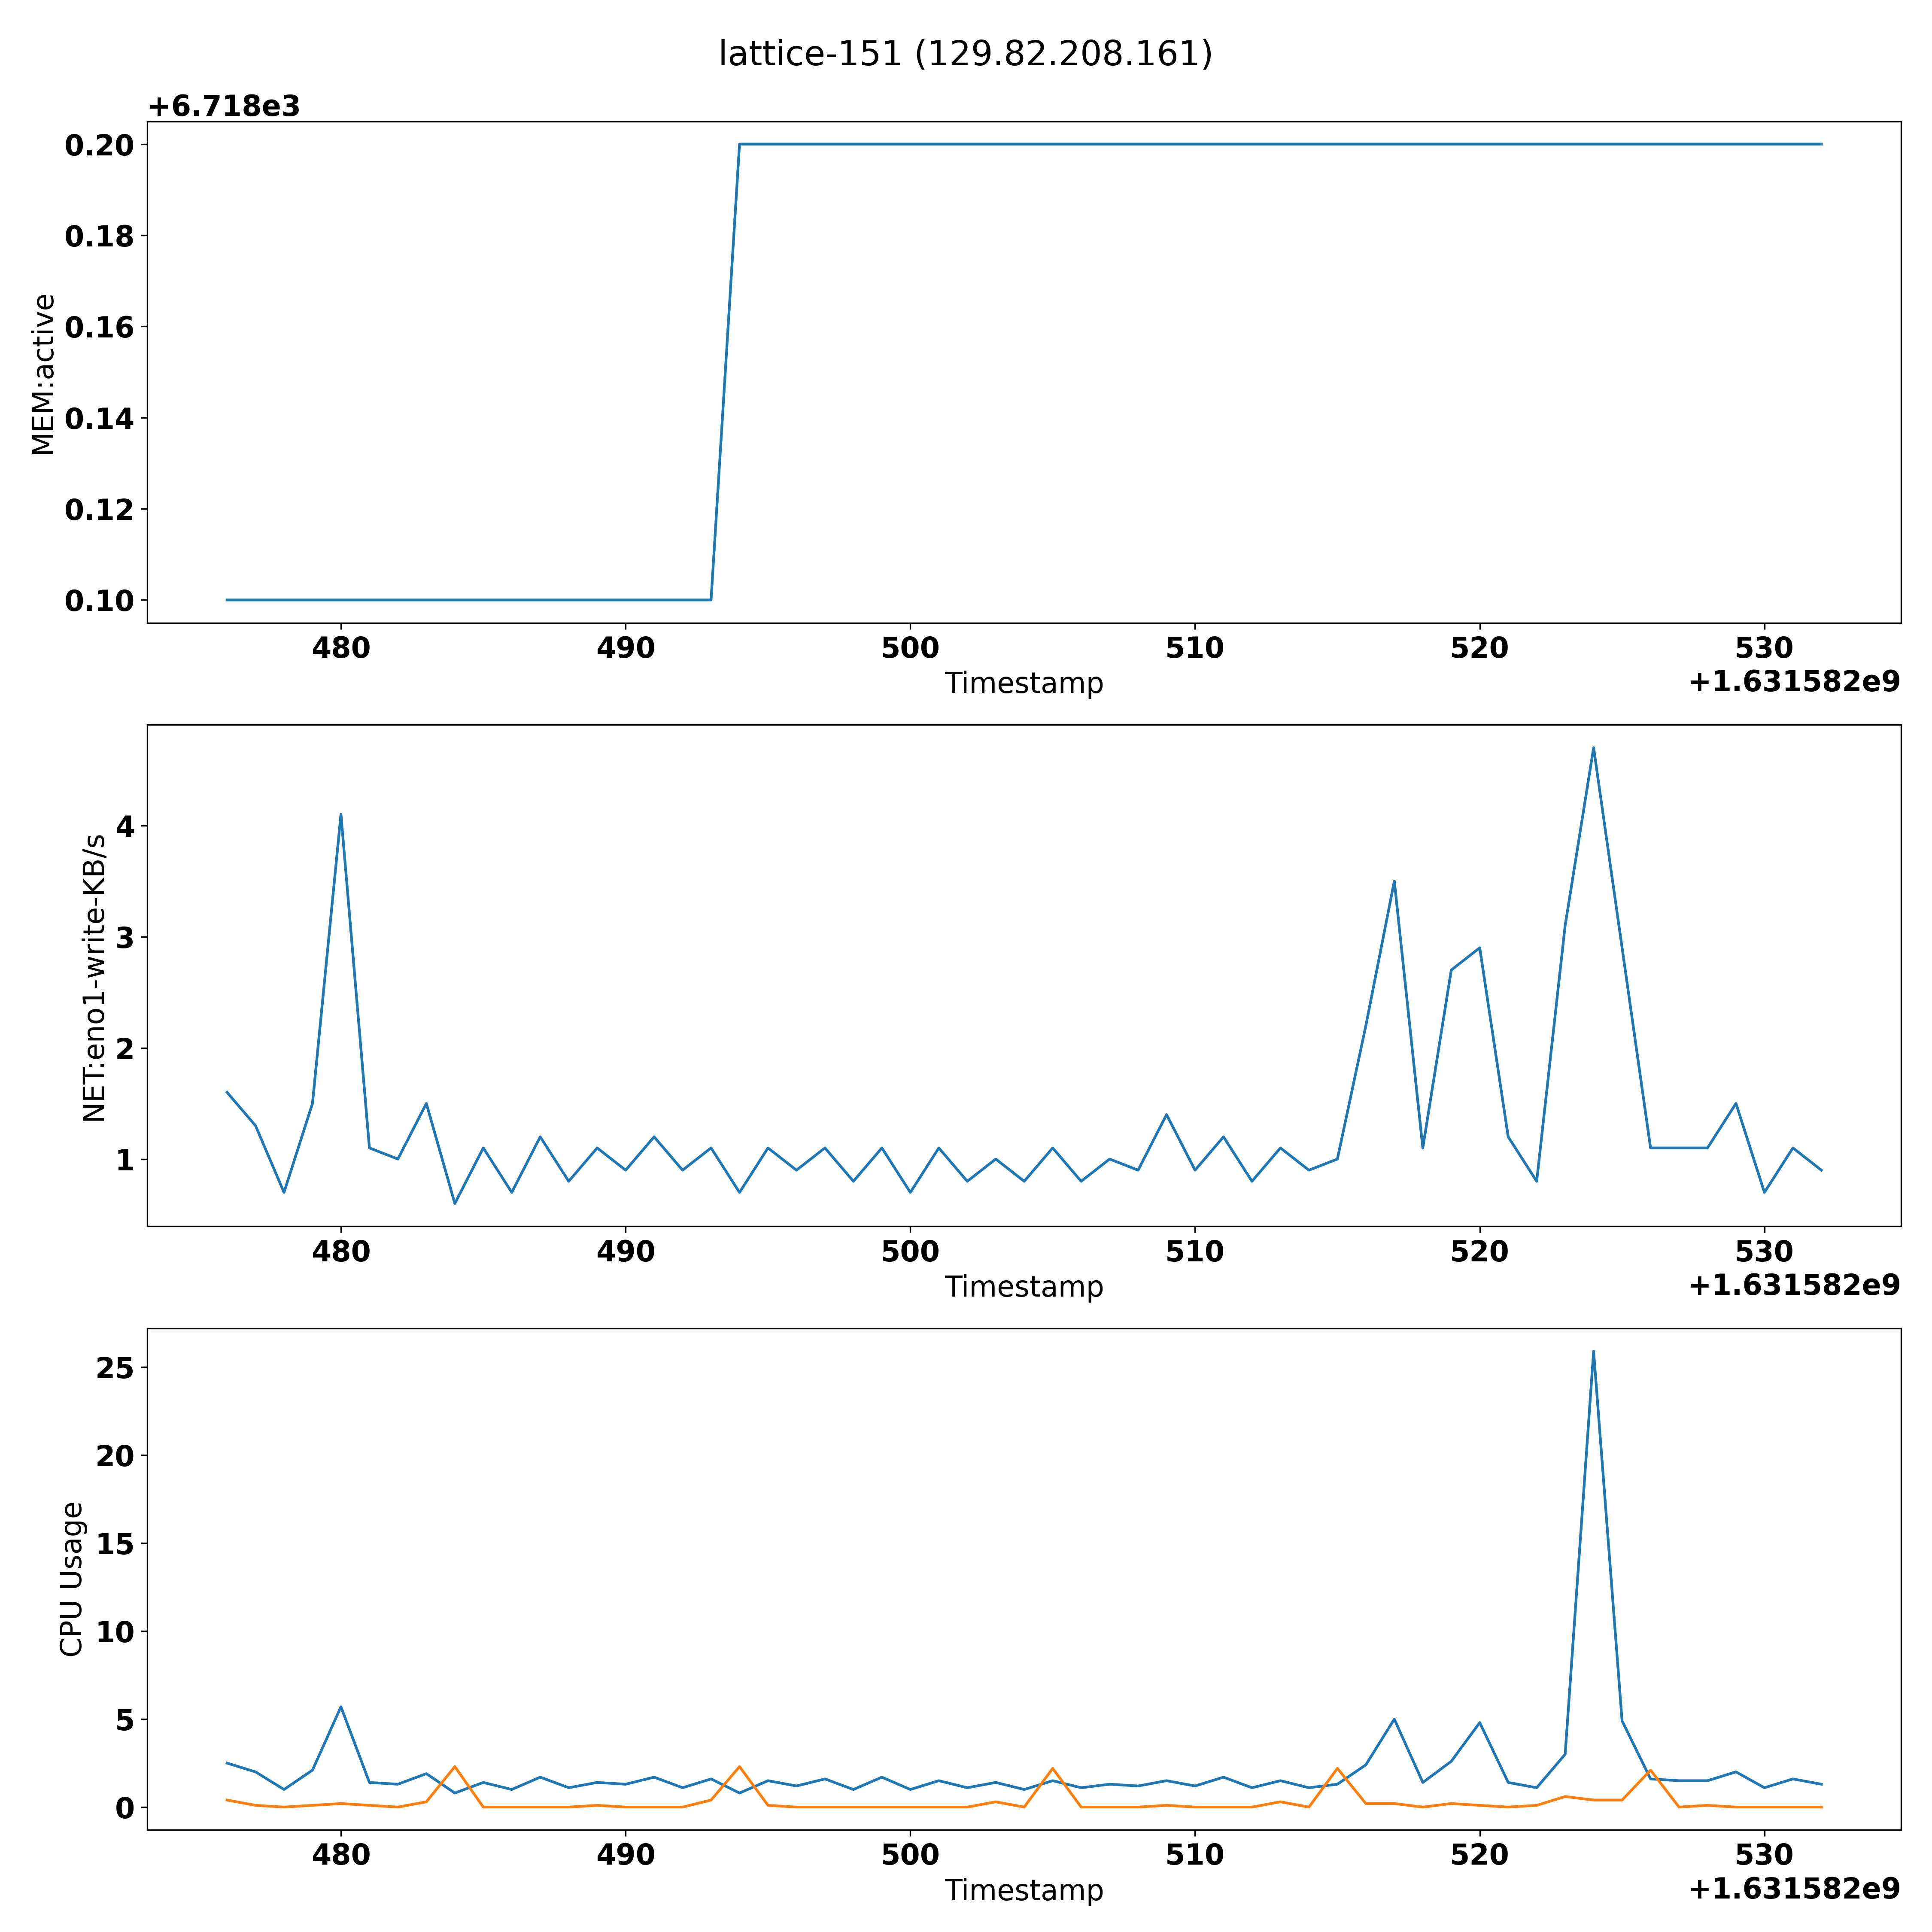 lattice-151 (129.82.208.161)
+6.718e3
0.20
0.18
0.16
0.14
0.12
0.10
MEM:active
480 490 500 510 520 530
Timestamp
+1.631582e9
4
3
2
1
NET:eno1-write-KB/s
480 490 500 510 520 530
Timestamp
+1.631582e9
25
20
15
10
5
0
CPU Usage
480 490 500 510 520 530
Timestamp
+1.631582e9